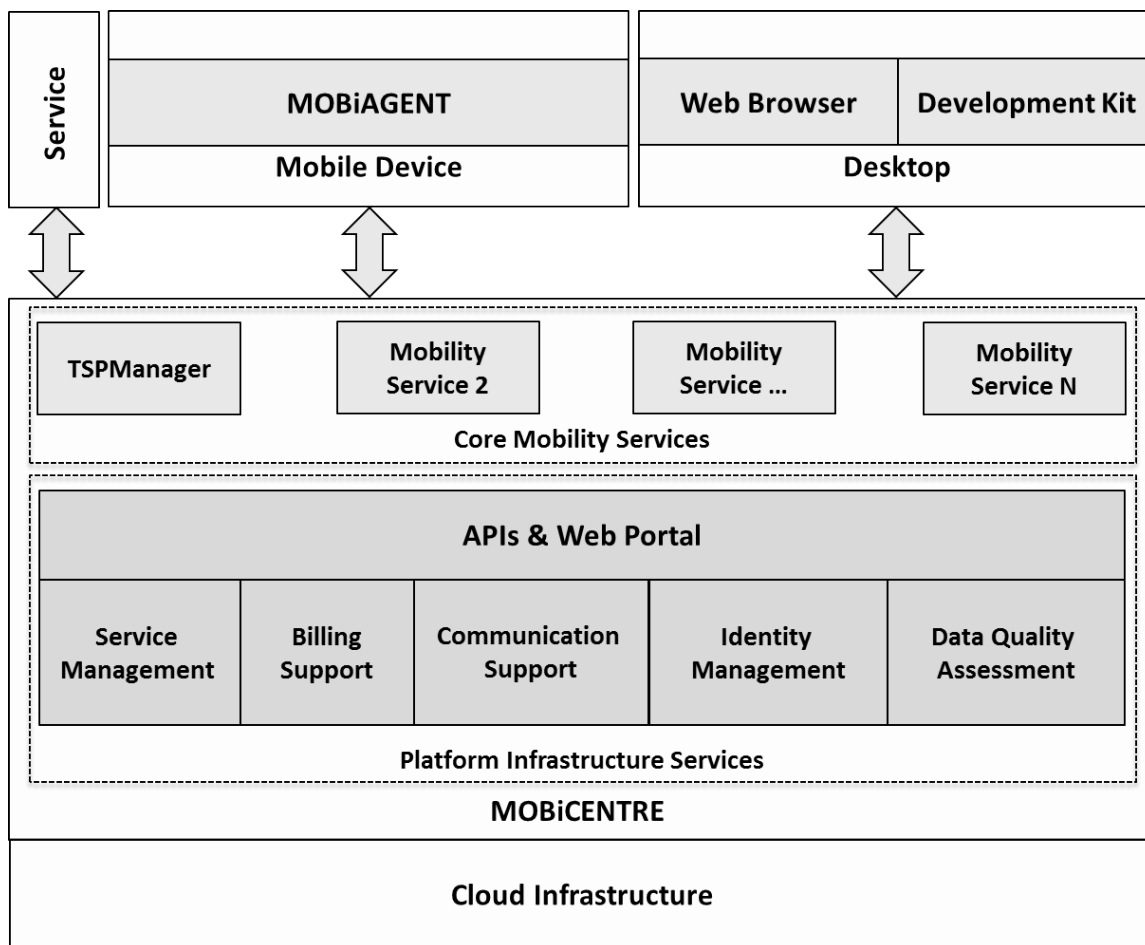 Service
MOBiAGENT
Mobile Device
Web Browser
Development Kit
Desktop
TSPManager
Mobility
Service 2
Mobility
Service ...
Mobility
Service N
Core Mobility Services
APIs & Web Portal
Service
Management
Billing
Support
Communication
Support
Identity
Management
Data Quality
Assessment
Platform Infrastructure Services
MOBiCENTRE
Cloud Infrastructure